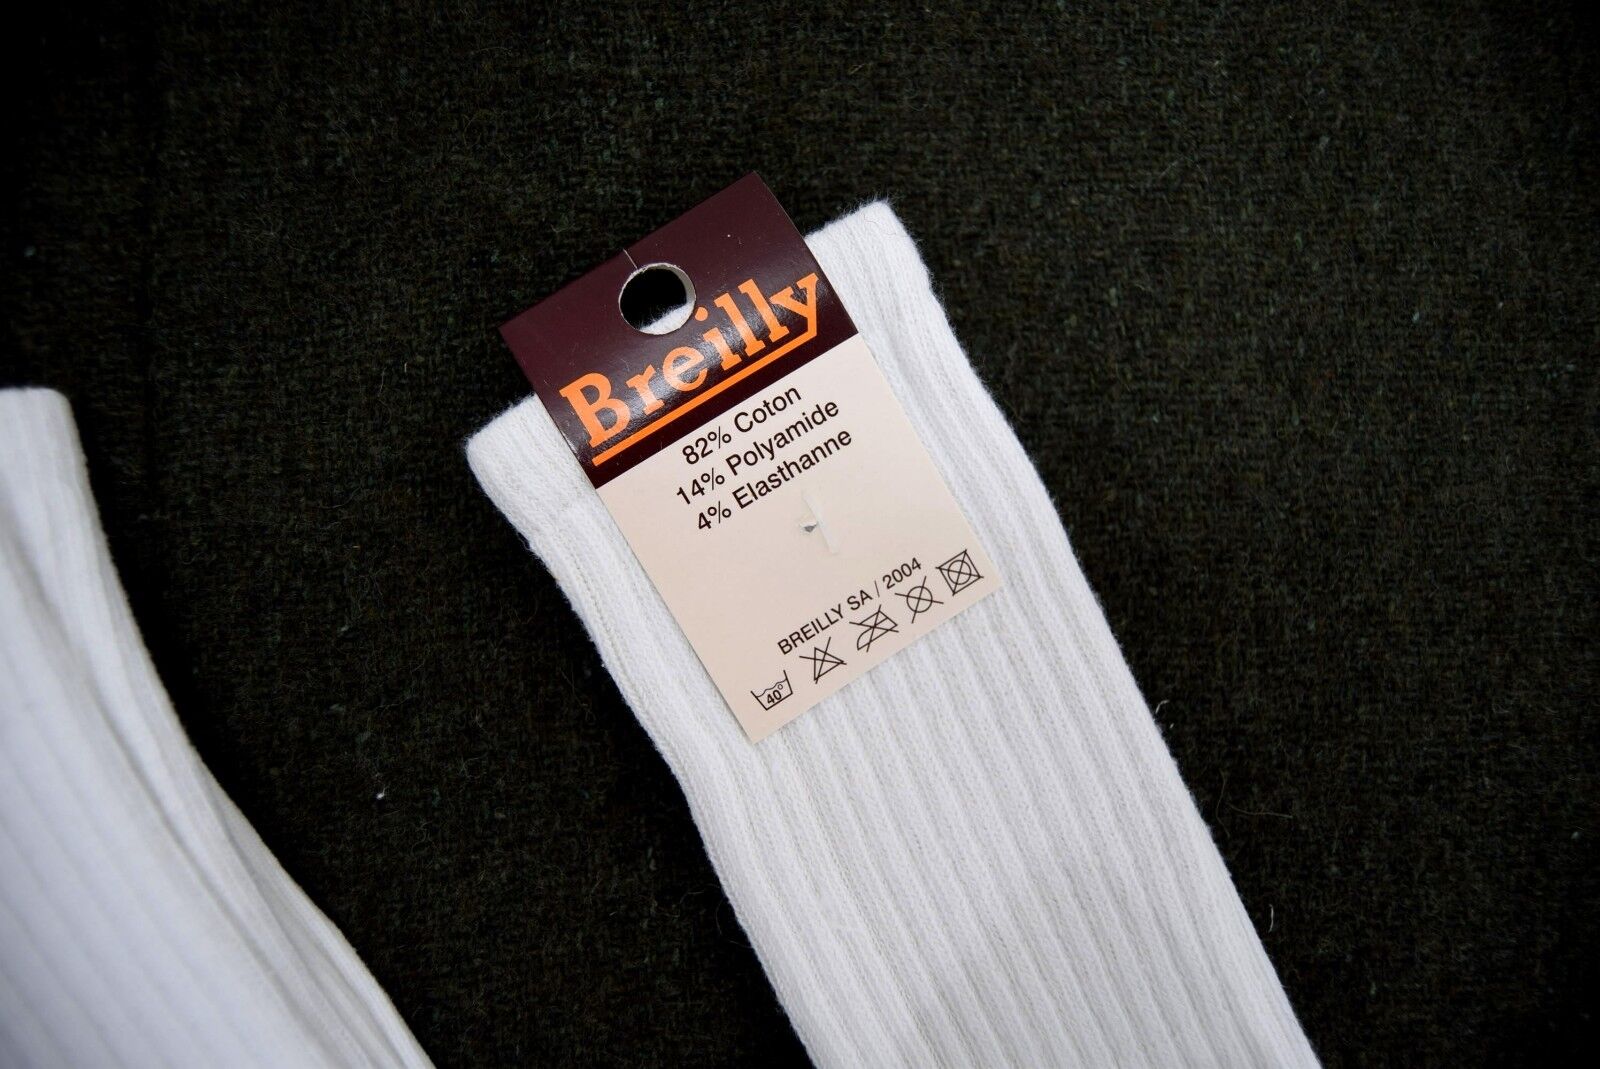 Breilly
82% Coton
14% Polyamide
4% Elasthanne
BREILLY SA / 2004
40°